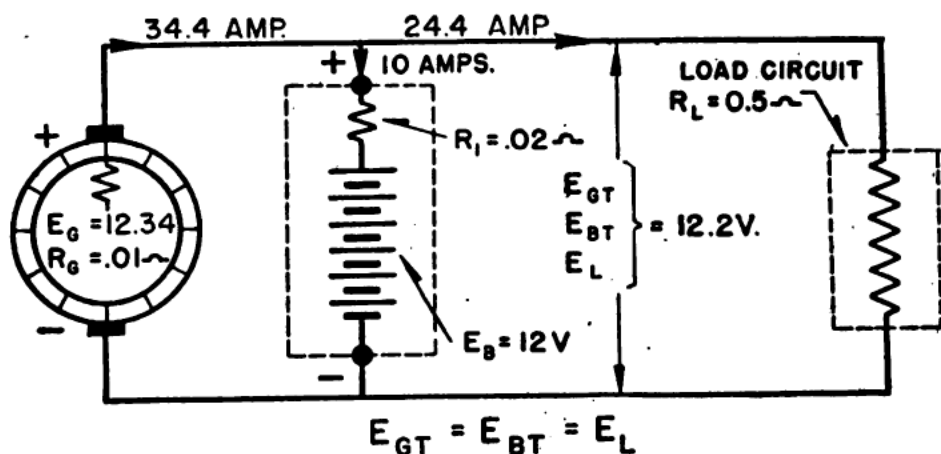 34.4 AMP.
24.4 AMP
+
10 AMPS.
LOAD CIRCUIT
R_L = 0.5 Ω
+
R_1 = .02 Ω
E_G = 12.34
R_G = .01 Ω
E_GT
E_BT
E_L
} = 12.2V.
E_B = 12V
−
−
E_GT = E_BT = E_L